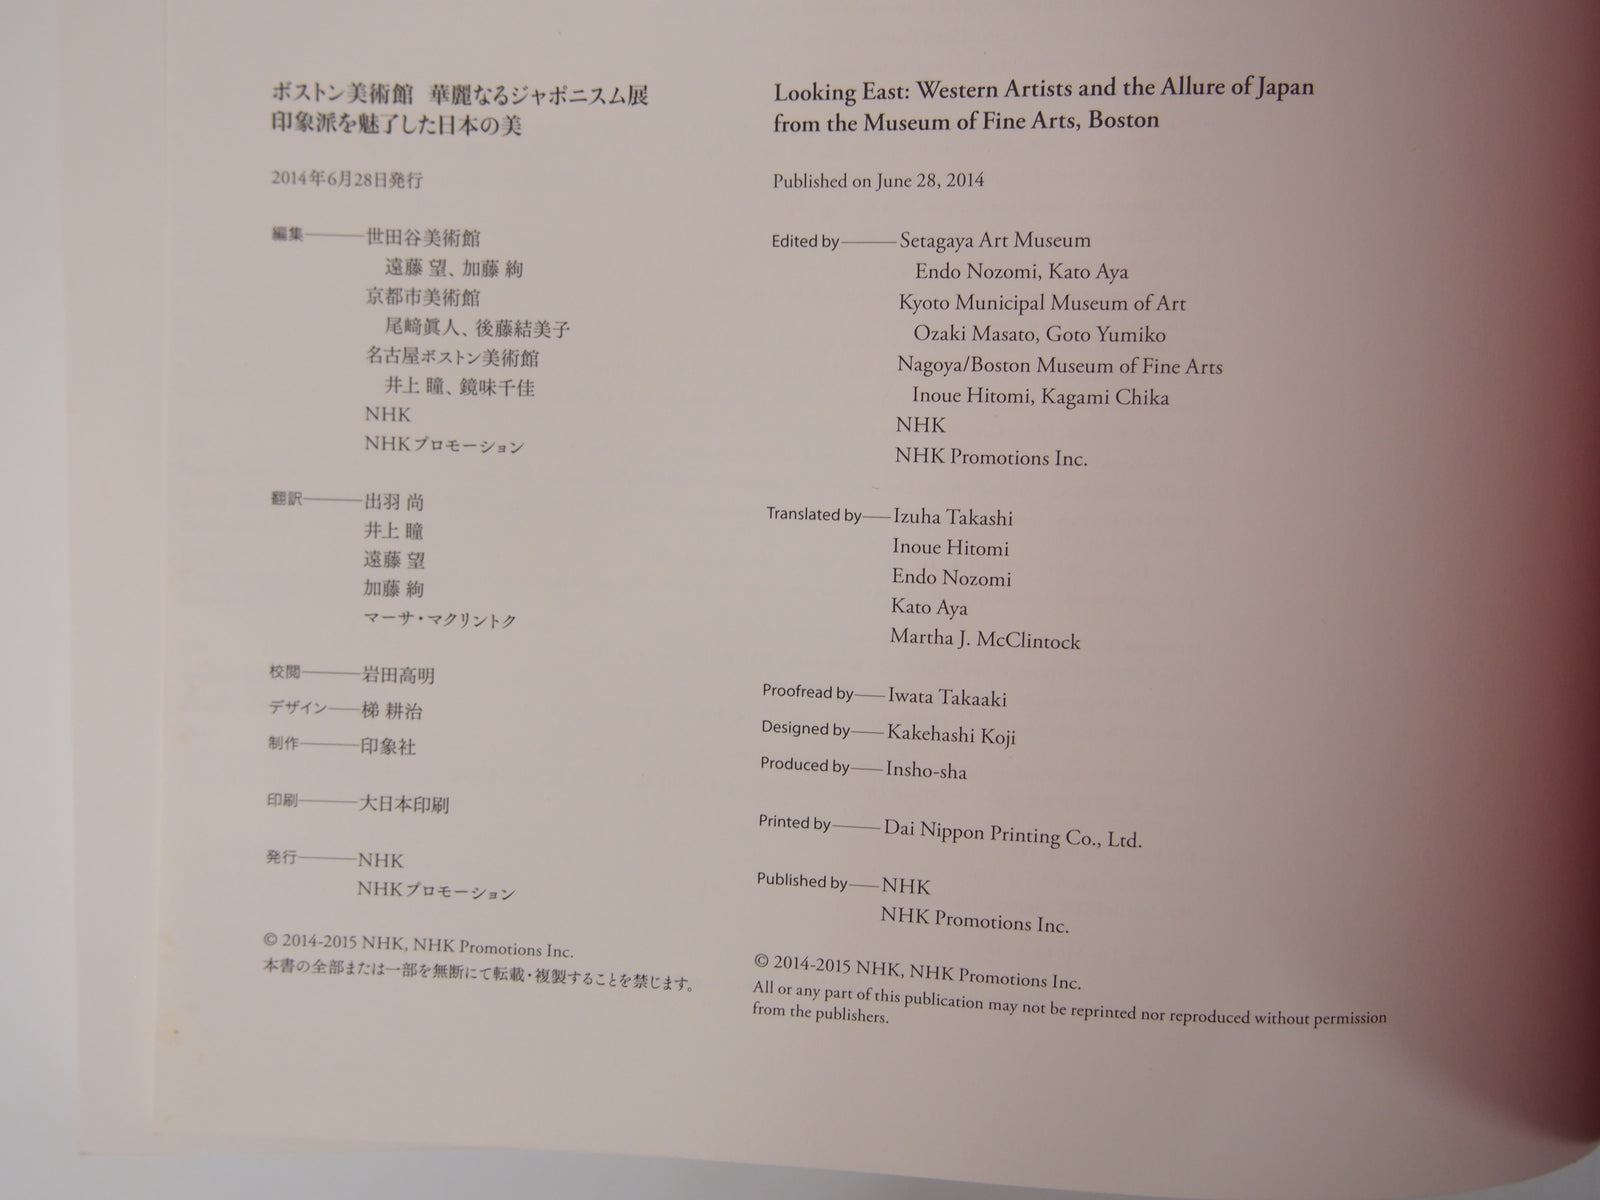 ボストン美術館 華麗なるジャポニスム展
印象派を魅了した日本の美
2014年6月28日発行
編集――世田谷美術館
遠藤 望、加藤 絢
京都市美術館
尾﨑眞人、後藤結美子
名古屋ボストン美術館
井上 瞳、鏡味千佳
NHK
NHKプロモーション
翻訳――出羽 尚
井上 瞳
遠藤 望
加藤 絢
マーサ・マクリントク
校閲――岩田高明
デザイン――梯 耕治
制作――印象社
印刷――大日本印刷
発行――NHK
NHKプロモーション
© 2014-2015 NHK, NHK Promotions Inc.
本書の全部または一部を無断にて転載・複製することを禁じます。
Looking East: Western Artists and the Allure of Japan
from the Museum of Fine Arts, Boston
Published on June 28, 2014
Edited by――Setagaya Art Museum
Endo Nozomi, Kato Aya
Kyoto Municipal Museum of Art
Ozaki Masato, Goto Yumiko
Nagoya/Boston Museum of Fine Arts
Inoue Hitomi, Kagami Chika
NHK
NHK Promotions Inc.
Translated by――Izuha Takashi
Inoue Hitomi
Endo Nozomi
Kato Aya
Martha J. McClintock
Proofread by――Iwata Takaaki
Designed by――Kakehashi Koji
Produced by――Insho-sha
Printed by――Dai Nippon Printing Co., Ltd.
Published by――NHK
NHK Promotions Inc.
© 2014-2015 NHK, NHK Promotions Inc.
All or any part of this publication may not be reprinted nor reproduced without permission
from the publishers.